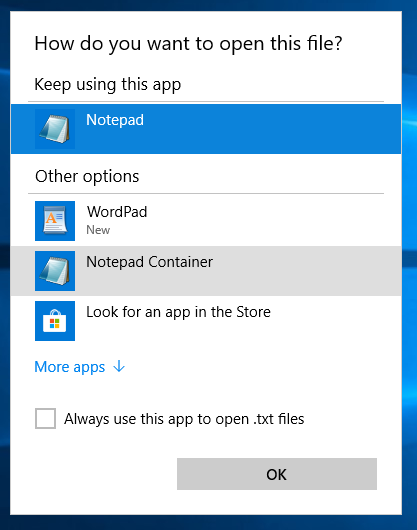 How do you want to open this file?
Keep using this app
Notepad
Other options
WordPad
New
Notepad Container
Look for an app in the Store
More apps
Always use this app to open .txt files
OK